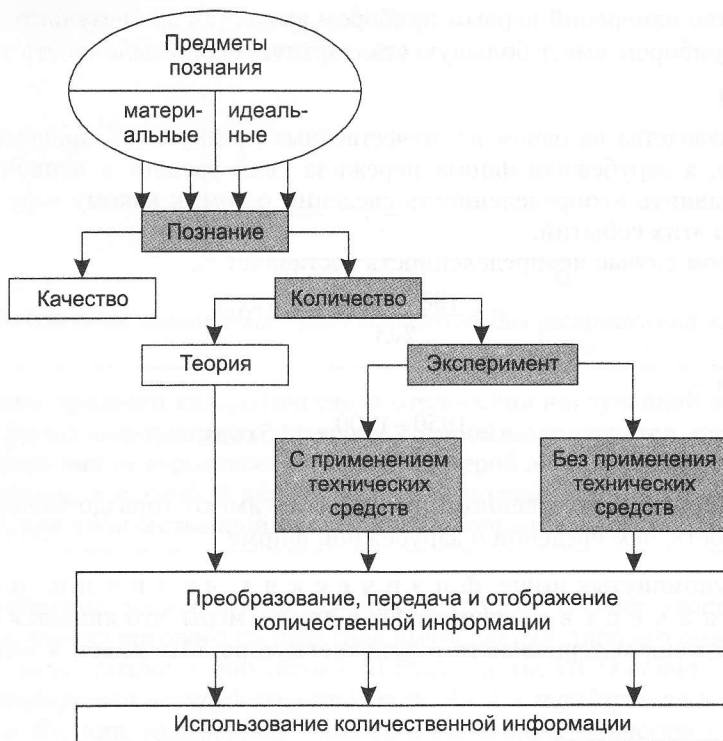 Предметы
познания
матери-
альные
идеаль-
ные
Познание
Качество
Количество
Теория
Эксперимент
С применением
технических
средств
Без применения
технических
средств
Преобразование, передача и отображение
количественной информации
Использование количественной информации